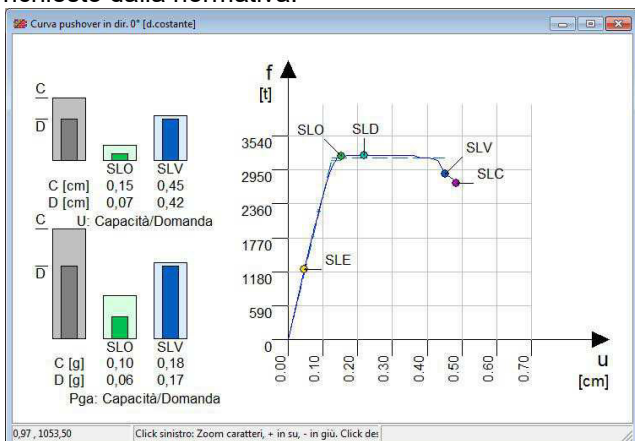 richiesto dalla normativa.
Curva pushover in dir. 0° [d.costante]
C
D
SLO SLV
C [cm] 0,15 0,45
D [cm] 0,07 0,42
U: Capacità/Domanda
C
D
SLO SLV
C [g] 0,10 0,18
D [g] 0,06 0,17
Pga: Capacità/Domanda
f
[t]
3540
2950
2360
1770
1180
590
0
SLO
SLD
SLV
SLC
SLE
0.00 0.10 0.20 0.30 0.40 0.50 0.60 0.70
u
[cm]
0,97 , 1053,50
Click sinistro: Zoom caratteri, + in su, - in giù. Click de